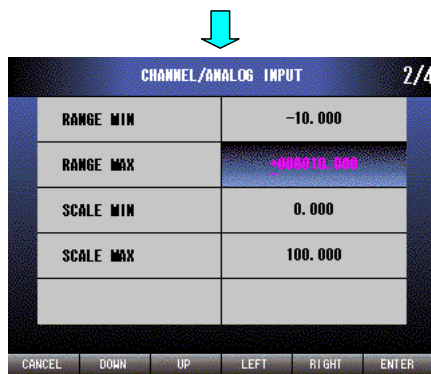 CHANNEL/ANALOG INPUT 2/4
RANGE MIN -10.000
RANGE MAX +000010.000
SCALE MIN 0.000
SCALE MAX 100.000
CANCEL DOWN UP LEFT RIGHT ENTER